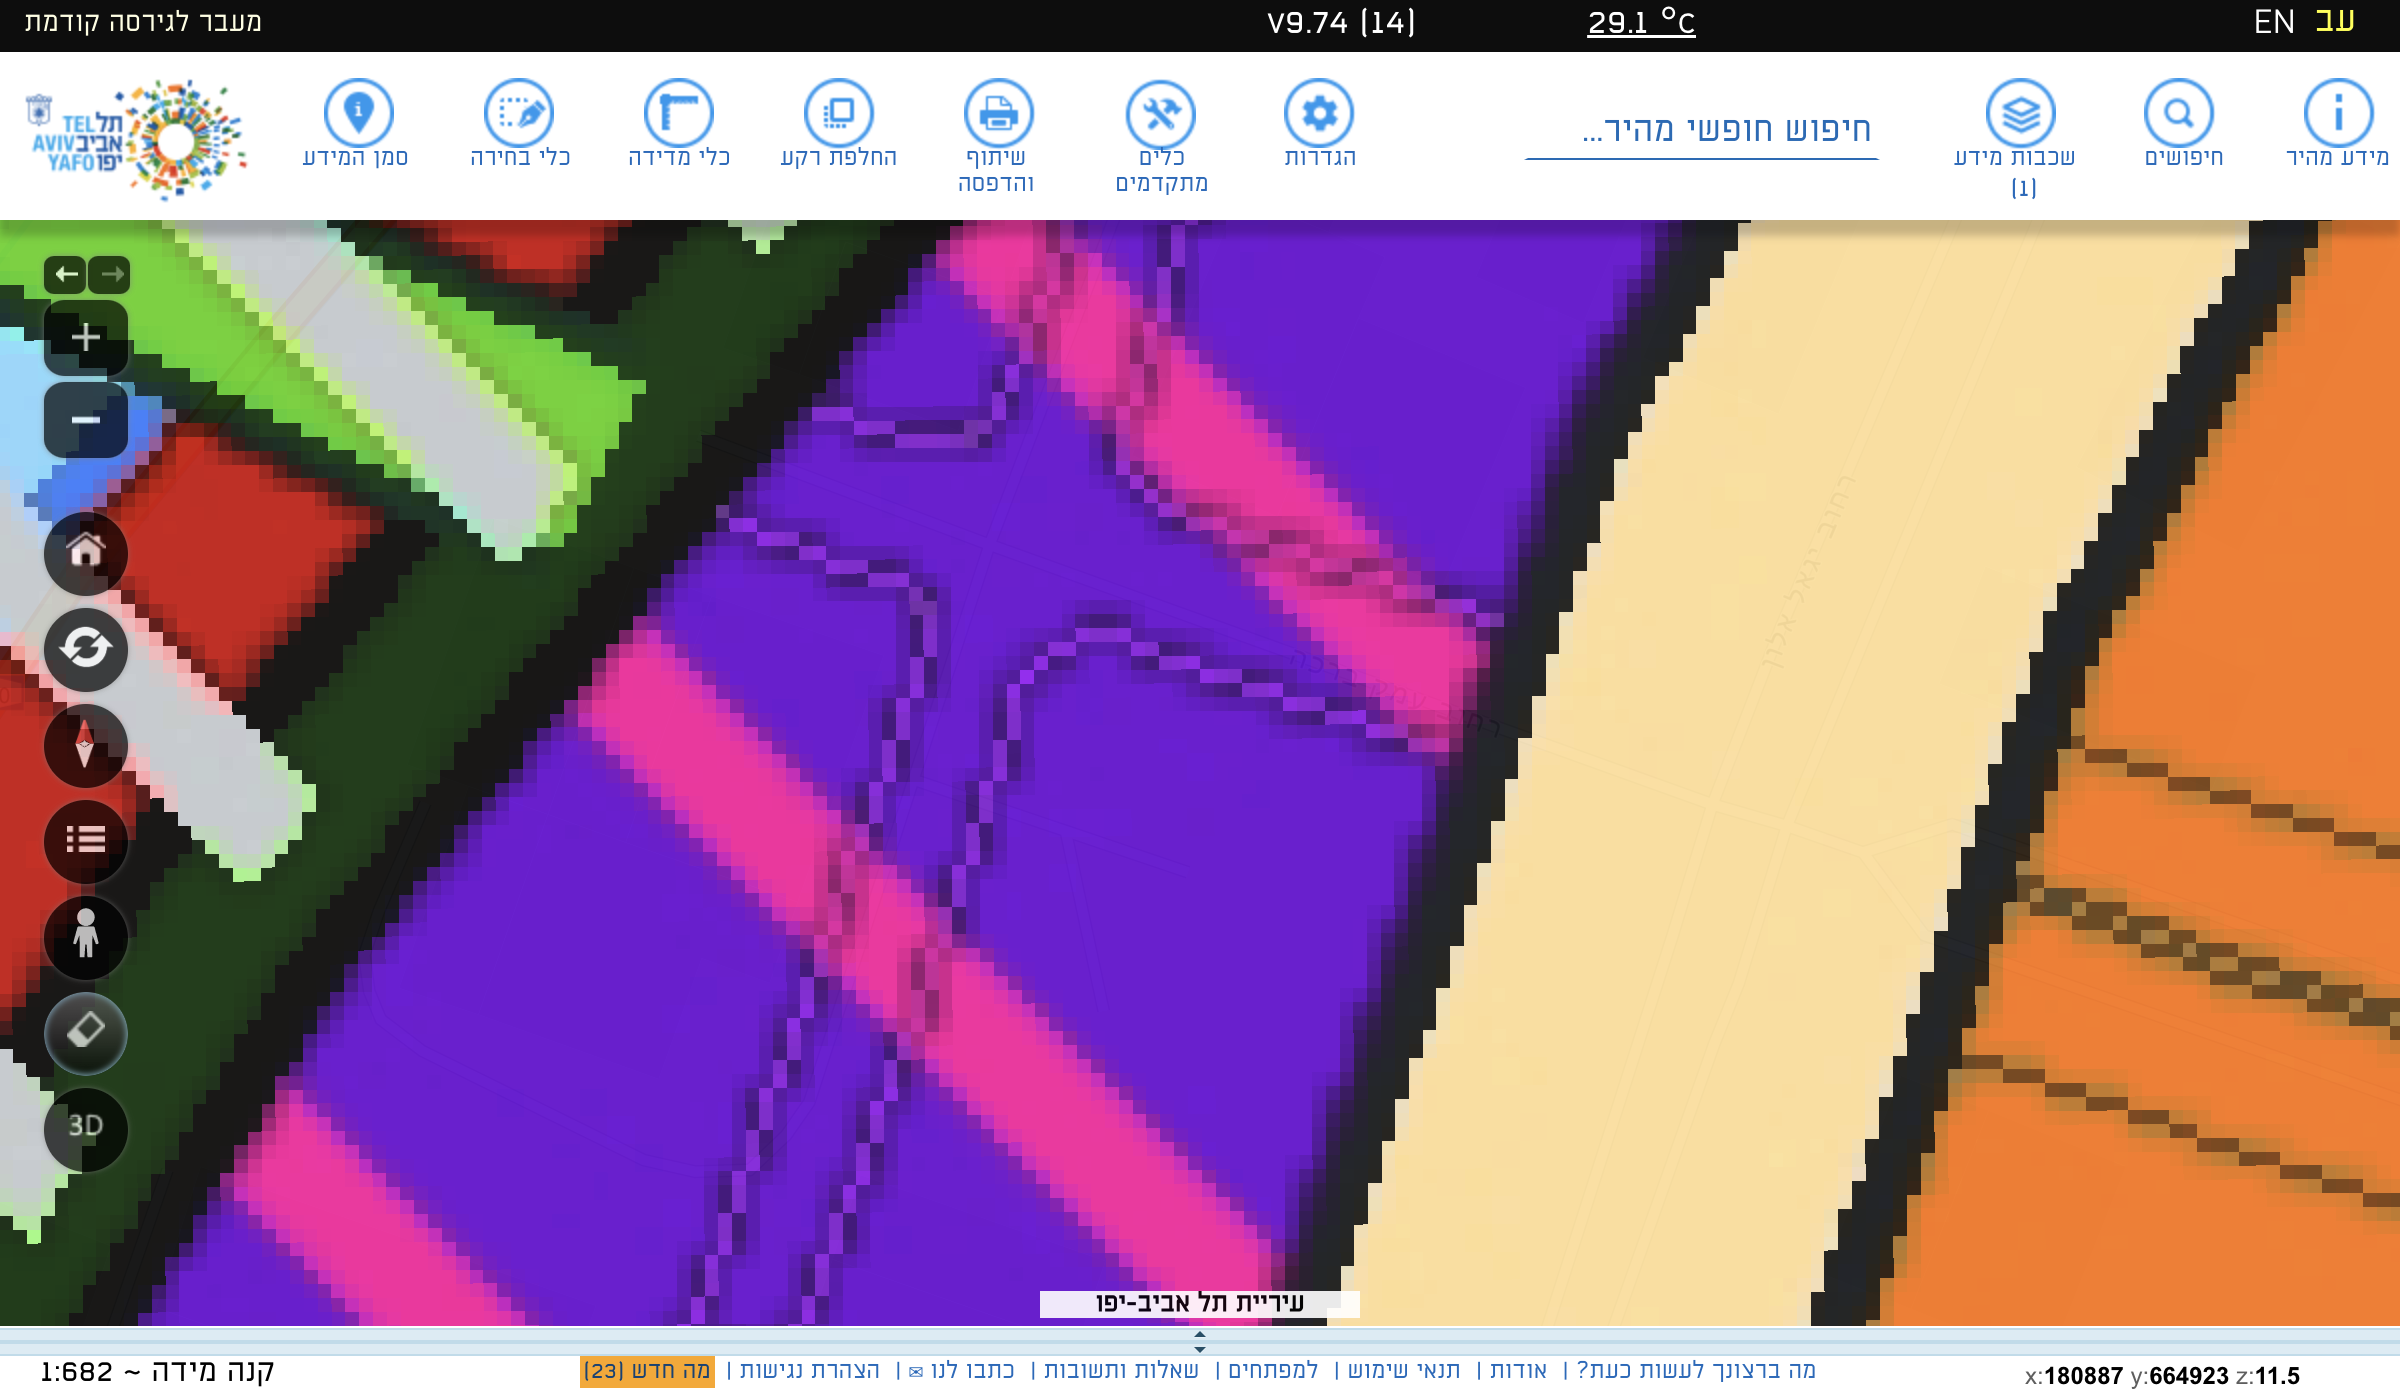 מעבר לגירסה קודמת
V9.74 (14)
29.1 °C
EN עב
תל אביב יפו
TEL AVIV YAFO
סמן המידע
כלי בחירה
כלי מדידה
החלפת רקע
שיתוף והדפסה
כלים מתקדמים
הגדרות
חיפוש חופשי מהיר...
שכבות מידע (1)
חיפושים
מידע מהיר
רחוב יגאל אלון
רחוב עמק ברכה
3D
עיריית תל אביב-יפו
קנה מידה ~ 1:682
מה ברצונך לעשות כעת? | אודות | תנאי שימוש | למפתחים | שאלות ותשובות | כתבו לנו ✉ | הצהרת נגישות | מה חדש (23)
x:180887 y:664923 z:11.5